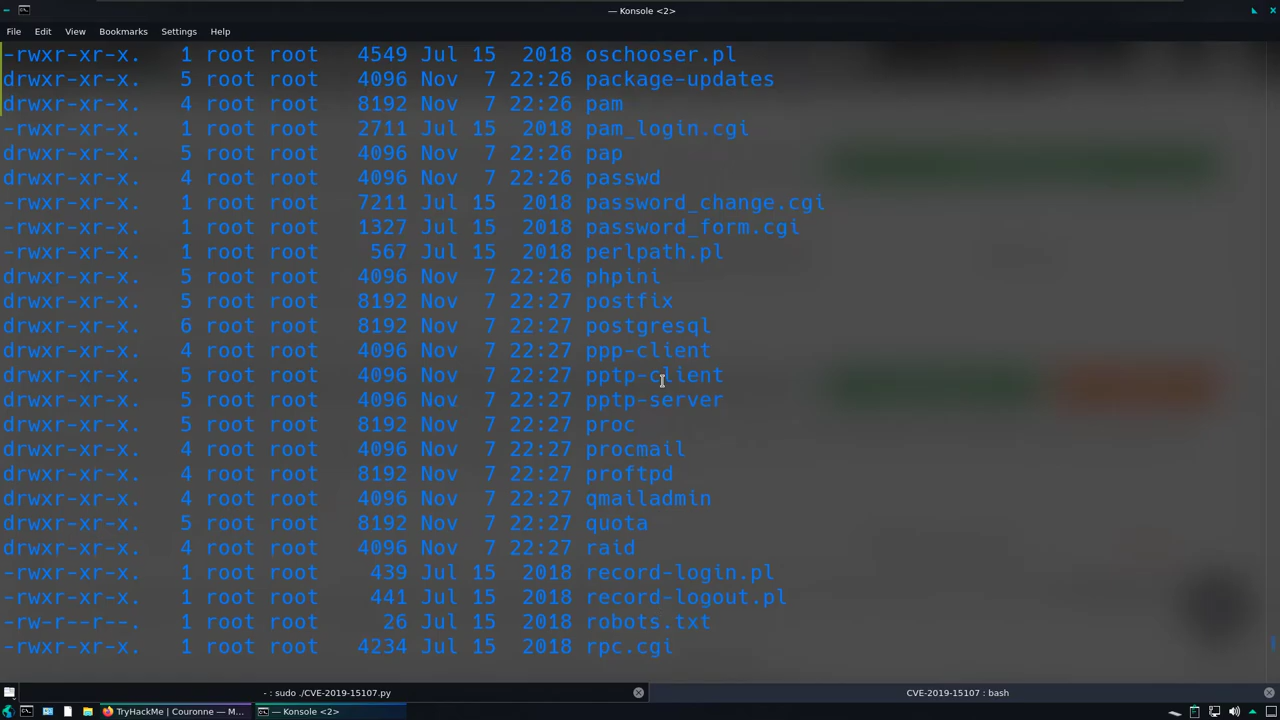 — Konsole <2>
File Edit View Bookmarks Settings Help
-rwxr-xr-x. 1 root root 4549 Jul 15 2018 oschooser.pl
drwxr-xr-x. 5 root root 4096 Nov 7 22:26 package-updates
drwxr-xr-x. 4 root root 8192 Nov 7 22:26 pam
-rwxr-xr-x. 1 root root 2711 Jul 15 2018 pam_login.cgi
drwxr-xr-x. 5 root root 4096 Nov 7 22:26 pap
drwxr-xr-x. 4 root root 4096 Nov 7 22:26 passwd
-rwxr-xr-x. 1 root root 7211 Jul 15 2018 password_change.cgi
-rwxr-xr-x. 1 root root 1327 Jul 15 2018 password_form.cgi
-rwxr-xr-x. 1 root root 567 Jul 15 2018 perlpath.pl
drwxr-xr-x. 5 root root 4096 Nov 7 22:26 phpini
drwxr-xr-x. 5 root root 8192 Nov 7 22:27 postfix
drwxr-xr-x. 6 root root 8192 Nov 7 22:27 postgresql
drwxr-xr-x. 4 root root 4096 Nov 7 22:27 ppp-client
drwxr-xr-x. 5 root root 4096 Nov 7 22:27 pptp-client
drwxr-xr-x. 5 root root 4096 Nov 7 22:27 pptp-server
drwxr-xr-x. 5 root root 8192 Nov 7 22:27 proc
drwxr-xr-x. 4 root root 4096 Nov 7 22:27 procmail
drwxr-xr-x. 4 root root 8192 Nov 7 22:27 proftpd
drwxr-xr-x. 4 root root 4096 Nov 7 22:27 qmailadmin
drwxr-xr-x. 5 root root 8192 Nov 7 22:27 quota
drwxr-xr-x. 4 root root 4096 Nov 7 22:27 raid
-rwxr-xr-x. 1 root root 439 Jul 15 2018 record-login.pl
-rwxr-xr-x. 1 root root 441 Jul 15 2018 record-logout.pl
-rw-r--r--. 1 root root 26 Jul 15 2018 robots.txt
-rwxr-xr-x. 1 root root 4234 Jul 15 2018 rpc.cgi
- : sudo ./CVE-2019-15107.py CVE-2019-15107 : bash
TryHackMe | Couronne — M... — Konsole <2>